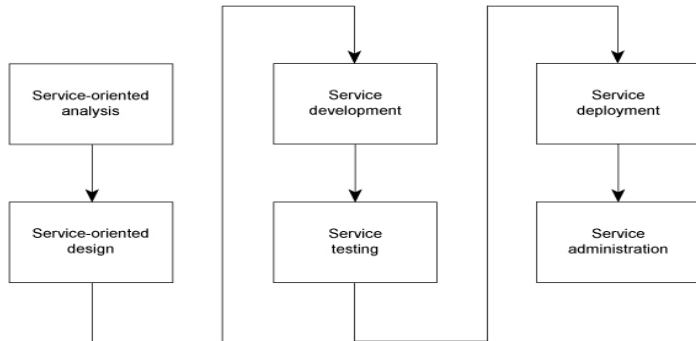 Service-oriented
analysis
Service-oriented
design
Service
development
Service
testing
Service
deployment
Service
administration